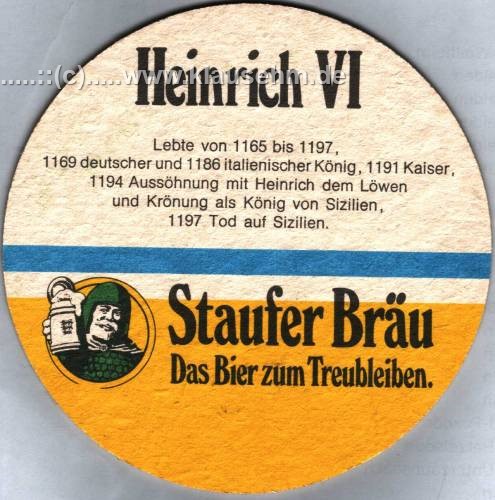 Heinrich VI
.....::(c).....www.klausehm.de......
Lebte von 1165 bis 1197,
1169 deutscher und 1186 italienischer König, 1191 Kaiser,
1194 Aussöhnung mit Heinrich dem Löwen
und Krönung als König von Sizilien,
1197 Tod auf Sizilien.
Staufer Bräu
Das Bier zum Treubleiben.